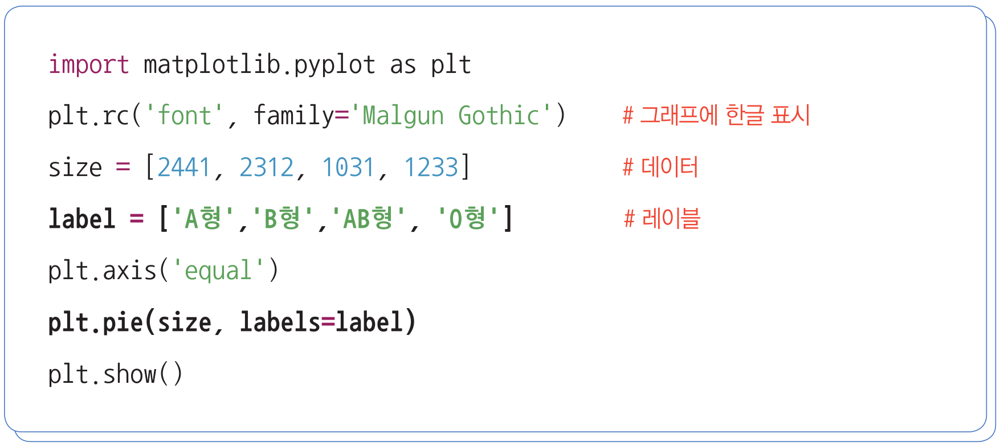 import matplotlib.pyplot as plt
plt.rc('font', family='Malgun Gothic') # 그래프에 한글 표시
size = [2441, 2312, 1031, 1233] # 데이터
label = ['A형','B형','AB형', 'O형'] # 레이블
plt.axis('equal')
plt.pie(size, labels=label)
plt.show()